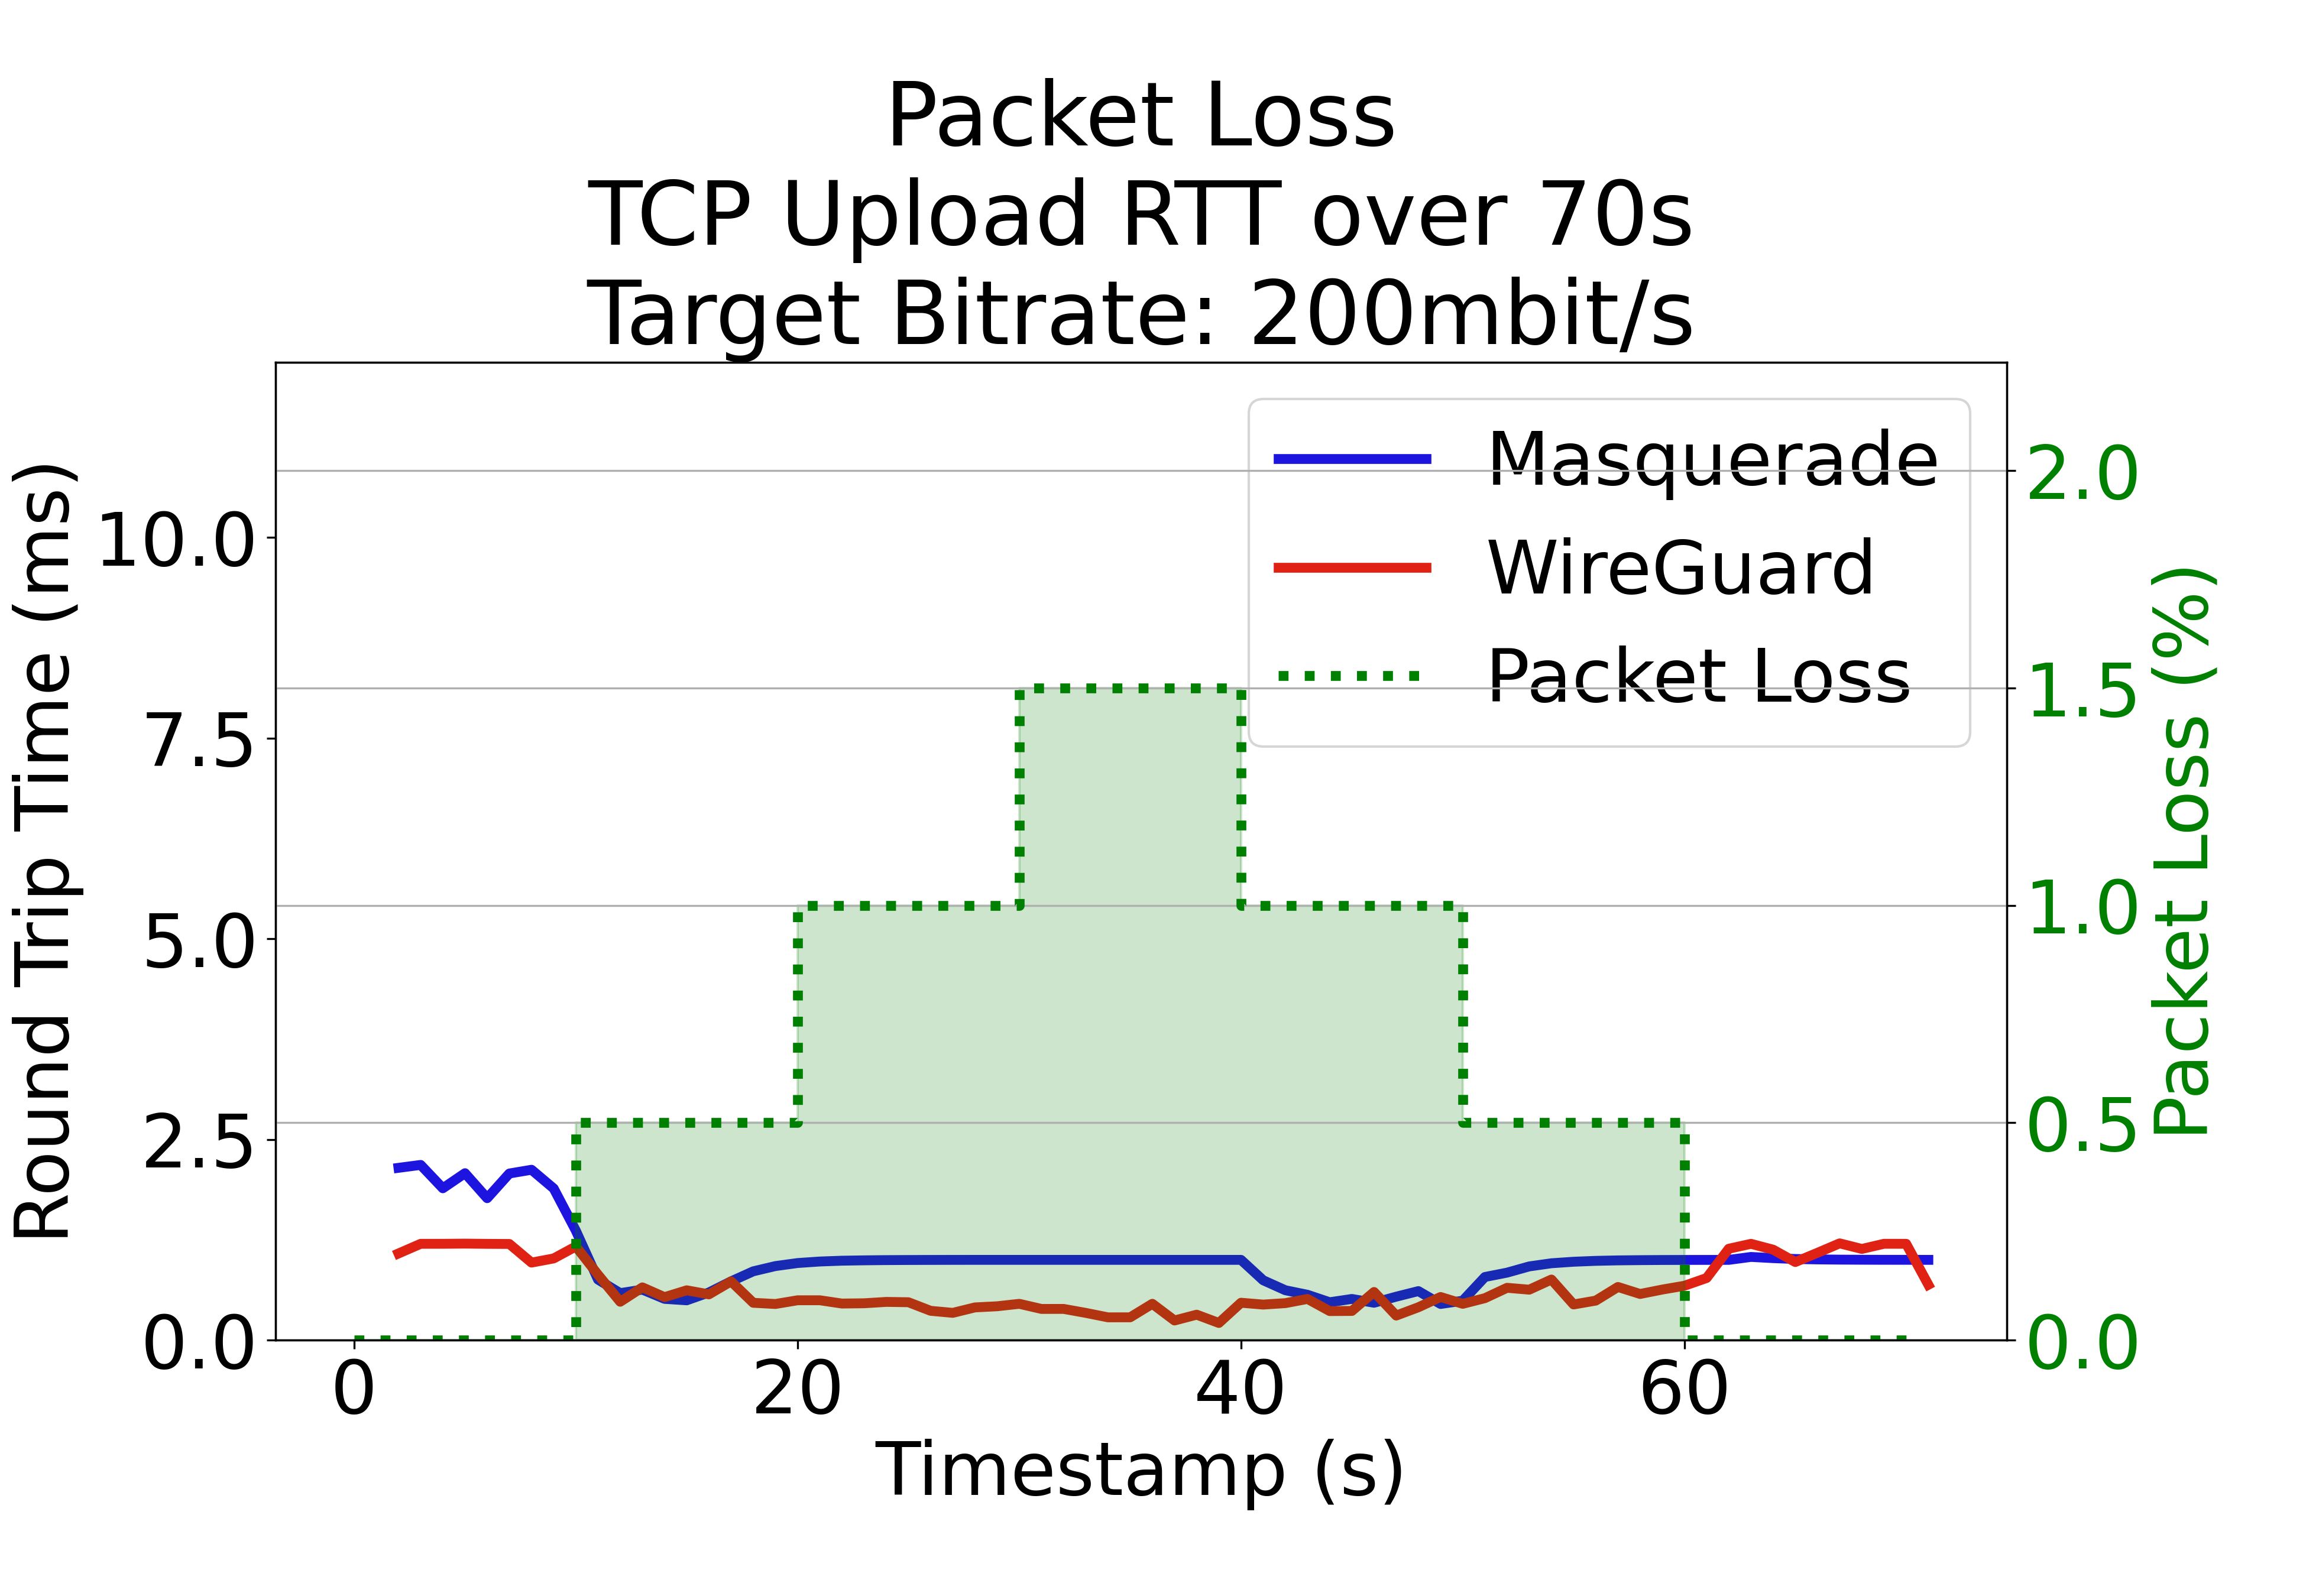 Packet Loss
TCP Upload RTT over 70s
Target Bitrate: 200mbit/s
Masquerade
WireGuard
Packet Loss
Round Trip Time (ms)
10.0
7.5
5.0
2.5
0.0
2.0
1.5
1.0
0.5
0.0
Packet Loss (%)
0 20 40 60
Timestamp (s)